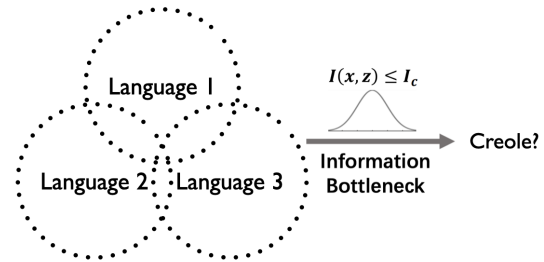 Language 1
Language 2
Language 3
I(x, z) ≤ I_c
Information
Bottleneck
Creole?